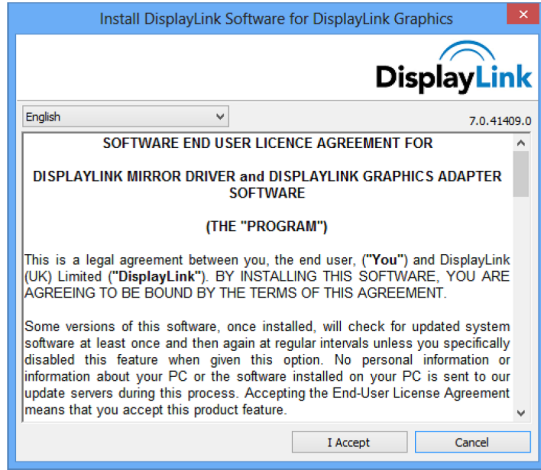 Install DisplayLink Software for DisplayLink Graphics
DisplayLink
English
7.0.41409.0
SOFTWARE END USER LICENCE AGREEMENT FOR
DISPLAYLINK MIRROR DRIVER and DISPLAYLINK GRAPHICS ADAPTER
SOFTWARE
(THE "PROGRAM")
This is a legal agreement between you, the end user, ("You") and DisplayLink
(UK) Limited ("DisplayLink"). BY INSTALLING THIS SOFTWARE, YOU ARE
AGREEING TO BE BOUND BY THE TERMS OF THIS AGREEMENT.
Some versions of this software, once installed, will check for updated system
software at least once and then again at regular intervals unless you specifically
disabled this feature when given this option. No personal information or
information about your PC or the software installed on your PC is sent to our
update servers during this process. Accepting the End-User License Agreement
means that you accept this product feature.
I Accept
Cancel